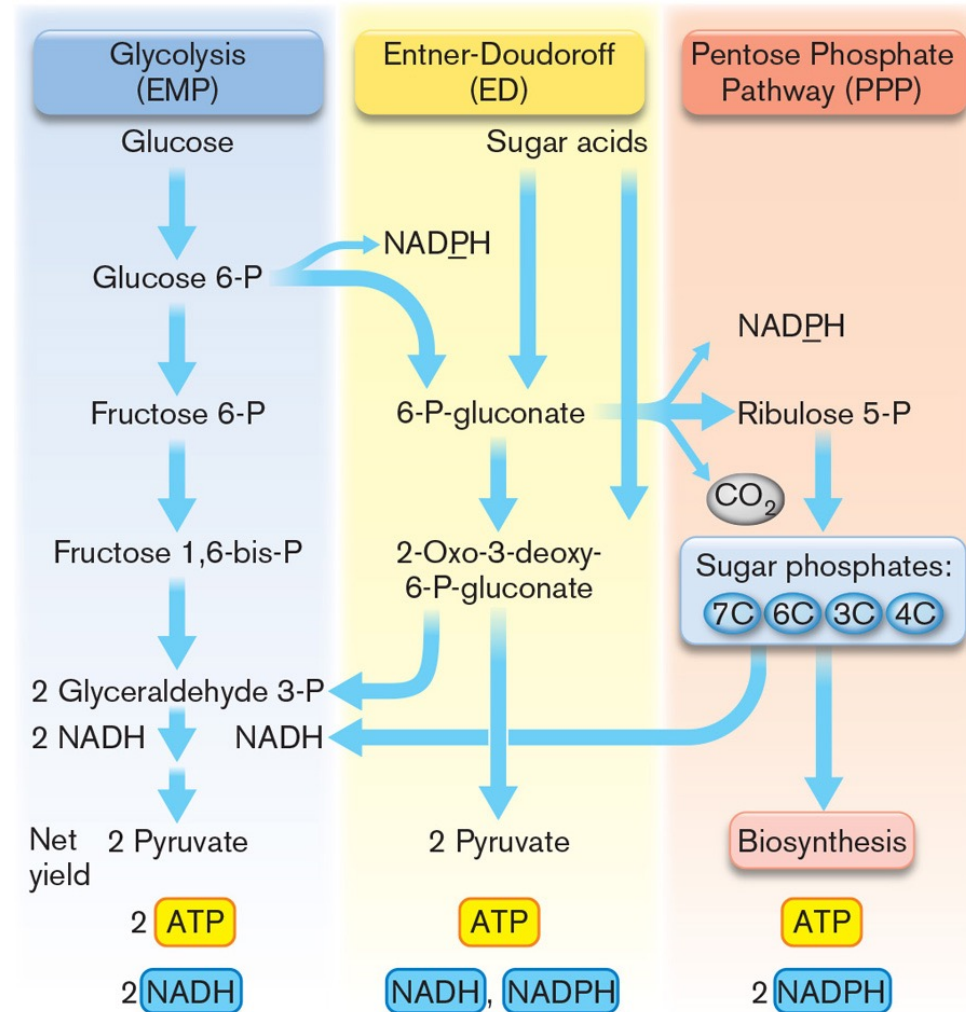 Glycolysis
(EMP)
Entner-Doudoroff
(ED)
Pentose Phosphate
Pathway (PPP)
Glucose
Sugar acids
NADPH
Glucose 6-P
NADPH
Fructose 6-P
6-P-gluconate
Ribulose 5-P
CO₂
Fructose 1,6-bis-P
2-Oxo-3-deoxy-
6-P-gluconate
Sugar phosphates:
7C 6C 3C 4C
2 Glyceraldehyde 3-P
2 NADH
NADH
Net
yield
2 Pyruvate
2 Pyruvate
Biosynthesis
2 ATP
ATP
ATP
2 NADH
NADH, NADPH
2 NADPH